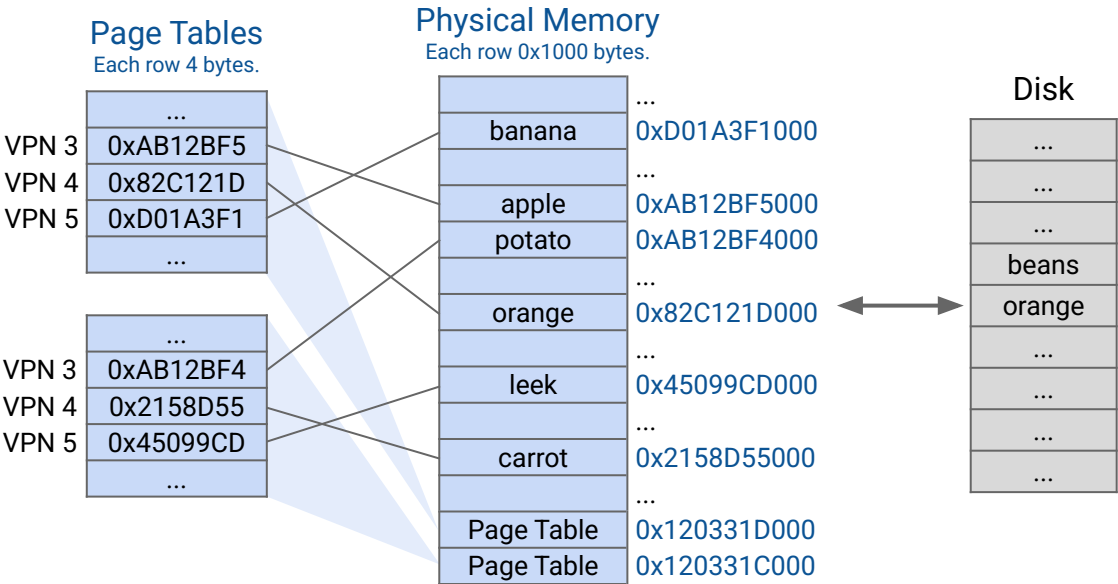 Page Tables
Each row 4 bytes.
...
VPN 3 0xAB12BF5
VPN 4 0x82C121D
VPN 5 0xD01A3F1
...
...
VPN 3 0xAB12BF4
VPN 4 0x2158D55
VPN 5 0x45099CD
...
Physical Memory
Each row 0x1000 bytes.
...
banana 0xD01A3F1000
...
apple 0xAB12BF5000
potato 0xAB12BF4000
...
orange 0x82C121D000
...
leek 0x45099CD000
...
carrot 0x2158D55000
...
Page Table 0x120331D000
Page Table 0x120331C000
Disk
...
...
...
beans
orange
...
...
...
...